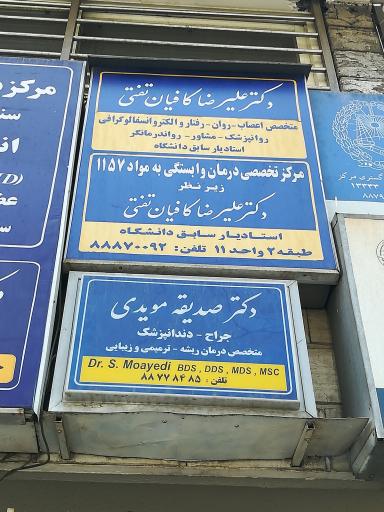 دکتر علیرضا کافیان تفتی
متخصص اعصاب - روان - رفتار و الکتروانسفالوگرافی
روانپزشک - مشاور - رواندرمانگر
استادیار سابق دانشگاه
مرکز تخصصی درمان وابستگی به مواد ۱۱۵۷
زیر نظر
دکتر علیرضا کافیان تفتی
استادیار سابق دانشگاه
طبقه ۲ واحد ۱۱ تلفن: ۸۸۸۷۰۰۹۲
دکتر صدیقه مویدی
جراح - دندانپزشک
متخصص درمان ریشه - ترمیمی و زیبایی
Dr. S. Moayedi BDS, DDS, MDS, MSC
تلفن: ۸۸۷۷۸۴۸۵
مرکز